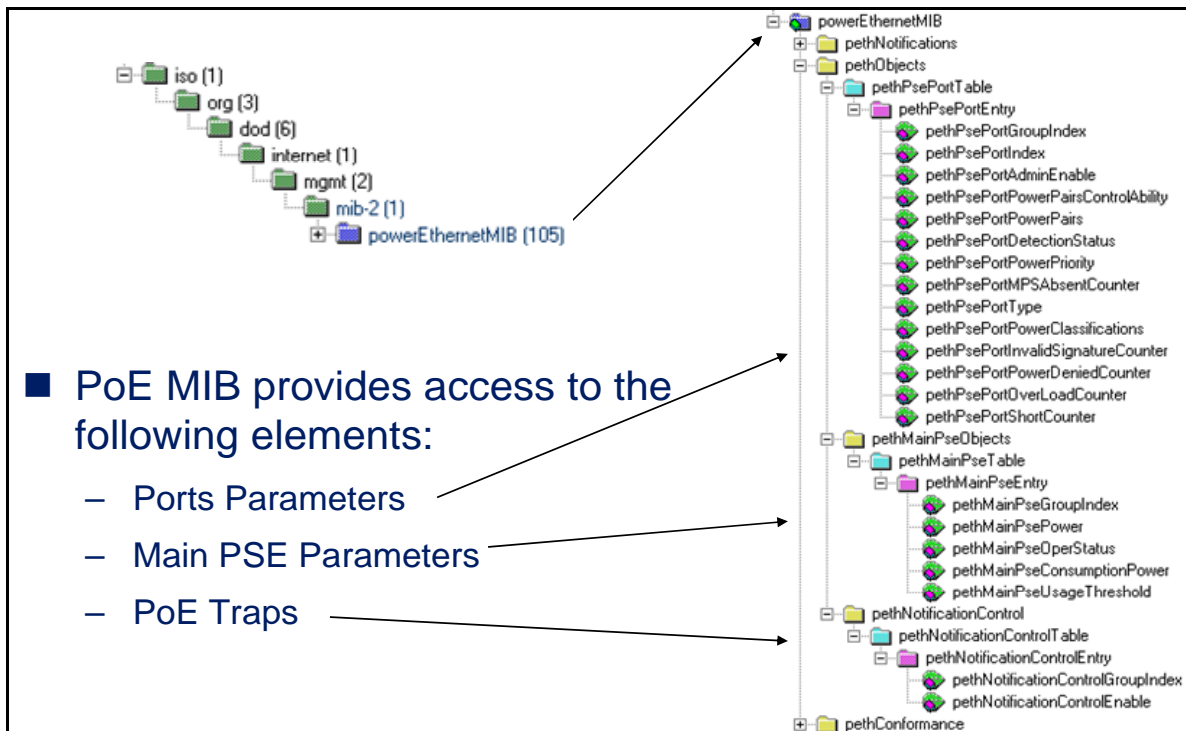 iso (1)
org (3)
dod (6)
internet (1)
mgmt (2)
mib-2 (1)
powerEthernetMIB (105)
PoE MIB provides access to the
following elements:
– Ports Parameters
– Main PSE Parameters
– PoE Traps
powerEthernetMIB
pethNotifications
pethObjects
pethPsePortTable
pethPsePortEntry
pethPsePortGroupIndex
pethPsePortIndex
pethPsePortAdminEnable
pethPsePortPowerPairsControlAbility
pethPsePortPowerPairs
pethPsePortDetectionStatus
pethPsePortPowerPriority
pethPsePortMPSAbsentCounter
pethPsePortType
pethPsePortPowerClassifications
pethPsePortInvalidSignatureCounter
pethPsePortPowerDeniedCounter
pethPsePortOverLoadCounter
pethPsePortShortCounter
pethMainPseObjects
pethMainPseTable
pethMainPseEntry
pethMainPseGroupIndex
pethMainPsePower
pethMainPseOperStatus
pethMainPseConsumptionPower
pethMainPseUsageThreshold
pethNotificationControl
pethNotificationControlTable
pethNotificationControlEntry
pethNotificationControlGroupIndex
pethNotificationControlEnable
pethConformance